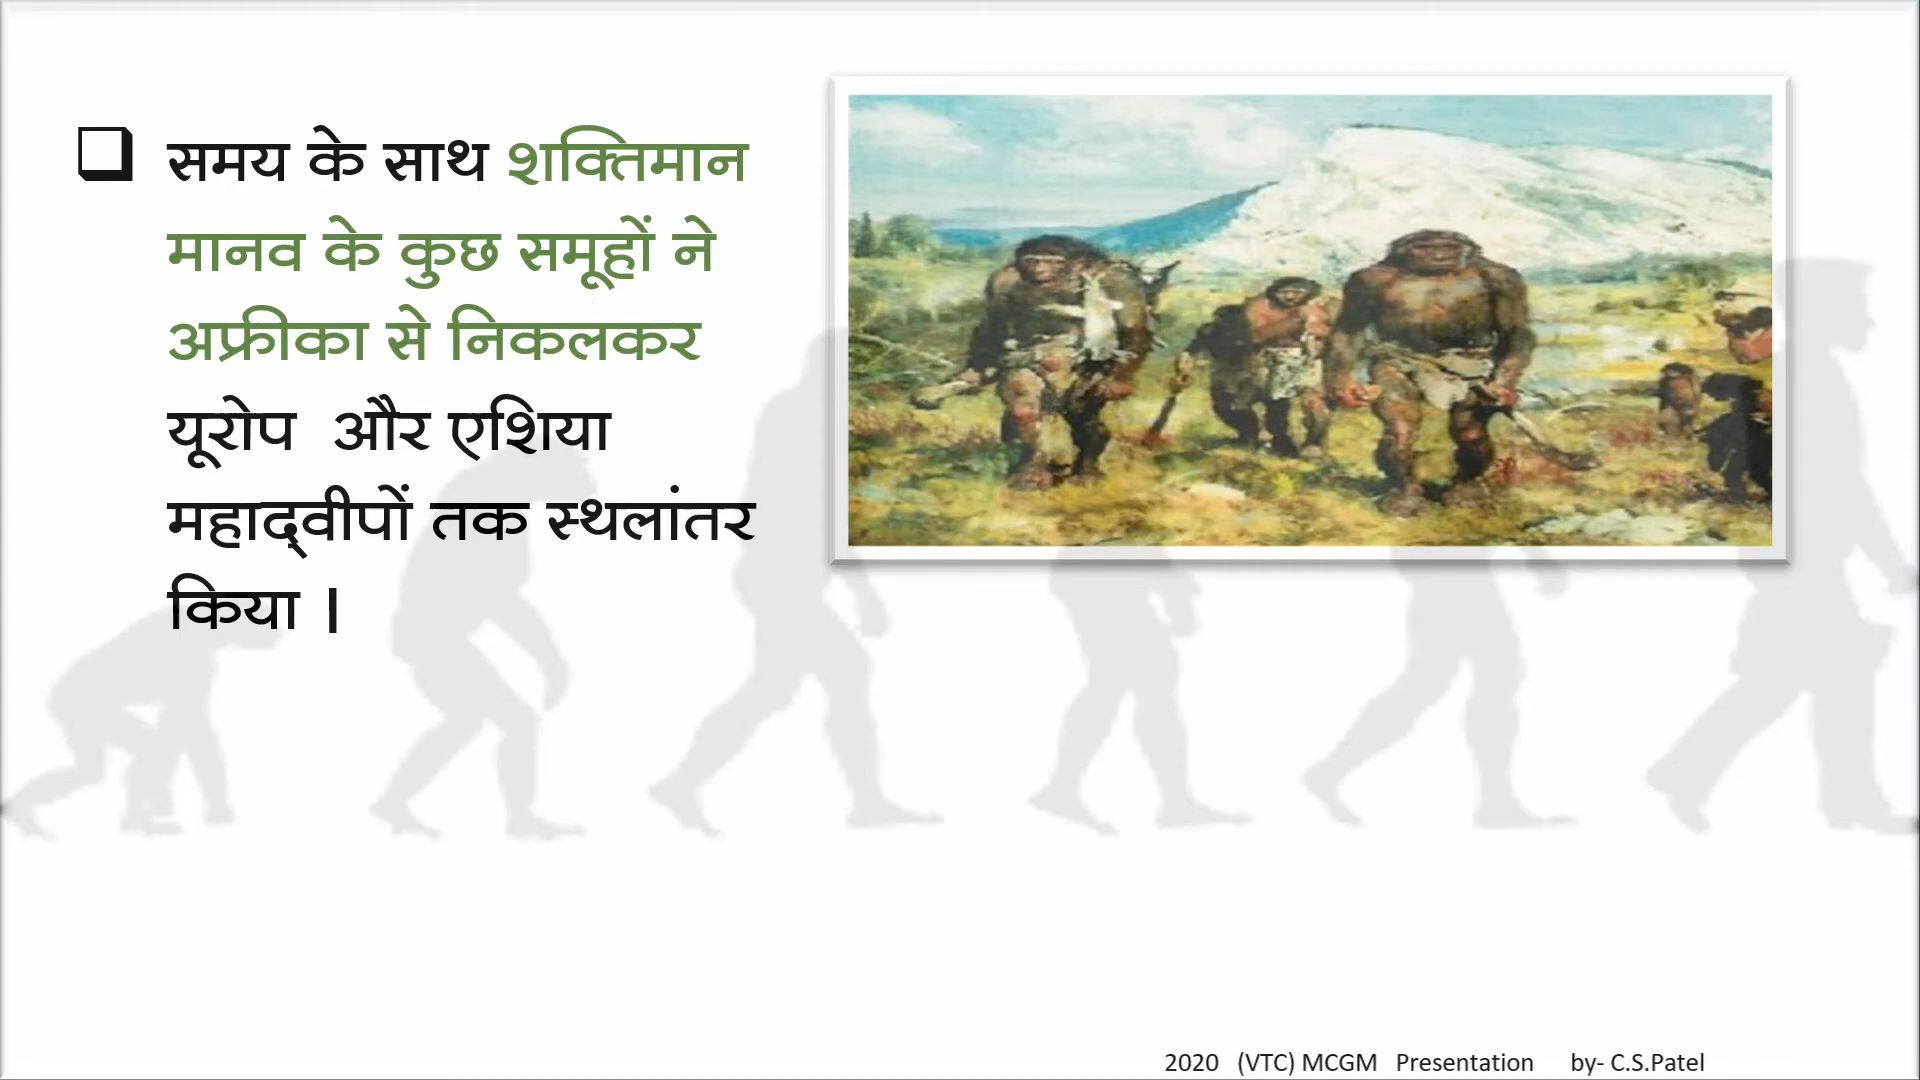 समय के साथ शक्तिमान
मानव के कुछ समूहों ने
अफ्रीका से निकलकर
यूरोप और एशिया
महाद्वीपों तक स्थलांतर
किया ।
2020 (VTC) MCGM Presentation by- C.S.Patel